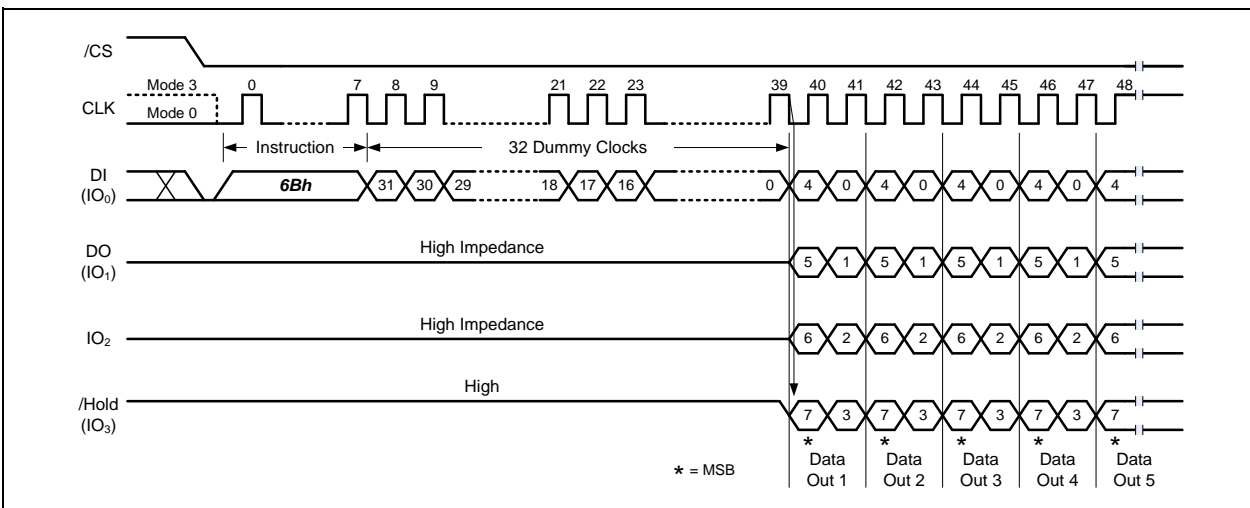 /CS
Mode 3 0 7 8 9 21 22 23 39 40 41 42 43 44 45 46 47 48
CLK
Mode 0
Instruction 32 Dummy Clocks
DI
(IO₀)
6Bh 31 30 29 18 17 16 0 4 0 4 0 4 0 4 0 4
DO
(IO₁)
High Impedance
5 1 5 1 5 1 5 1 5
IO₂
High Impedance
6 2 6 2 6 2 6 2 6
/Hold
(IO₃)
High
7 3 7 3 7 3 7 3 7
* * * * *
* = MSB
Data Out 1
Data Out 2
Data Out 3
Data Out 4
Data Out 5